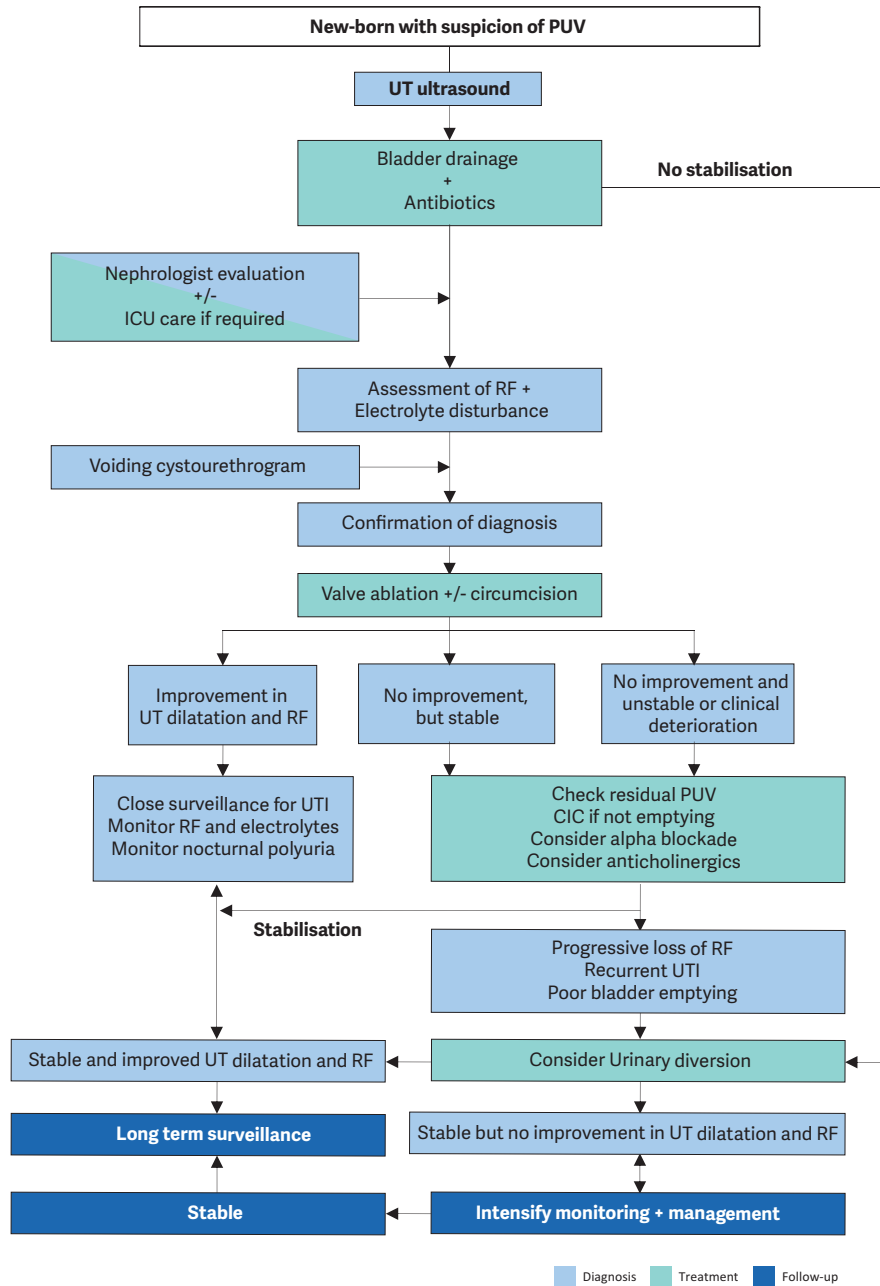 New-born with suspicion of PUV
UT ultrasound
Bladder drainage
+
Antibiotics
No stabilisation
Nephrologist evaluation
+/-
ICU care if required
Assessment of RF +
Electrolyte disturbance
Voiding cystourethrogram
Confirmation of diagnosis
Valve ablation +/- circumcision
Improvement in
UT dilatation and RF
No improvement,
but stable
No improvement and
unstable or clinical
deterioration
Close surveillance for UTI
Monitor RF and electrolytes
Monitor nocturnal polyuria
Check residual PUV
CIC if not emptying
Consider alpha blockade
Consider anticholinergics
Stabilisation
Progressive loss of RF
Recurrent UTI
Poor bladder emptying
Stable and improved UT dilatation and RF
Consider Urinary diversion
Long term surveillance
Stable but no improvement in UT dilatation and RF
Stable
Intensify monitoring + management
Diagnosis
Treatment
Follow-up